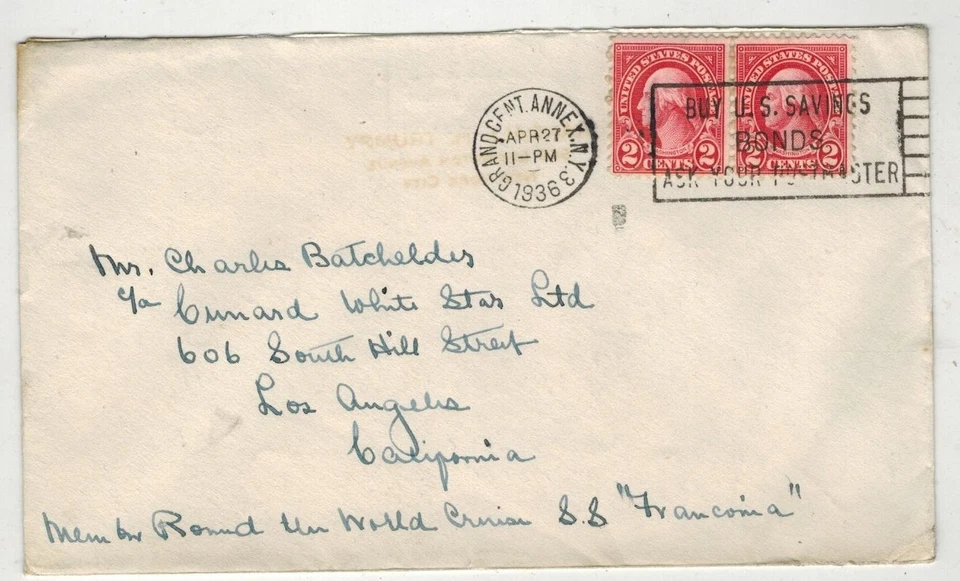 GRAND CENT. ANNEX. N.Y. 3.
APR 27
11-PM
1936
UNITED STATES POSTAGE
2 CENTS 2
UNITED STATES POSTAGE
2 CENTS 2
BUY U.S. SAVINGS
BONDS
ASK YOUR POSTMASTER
Mr. Charles Batchelder
c/o Cunard White Star Ltd
606 South Hill Street
Los Angeles
California
Member Round the World Cruise S.S "Franconia"